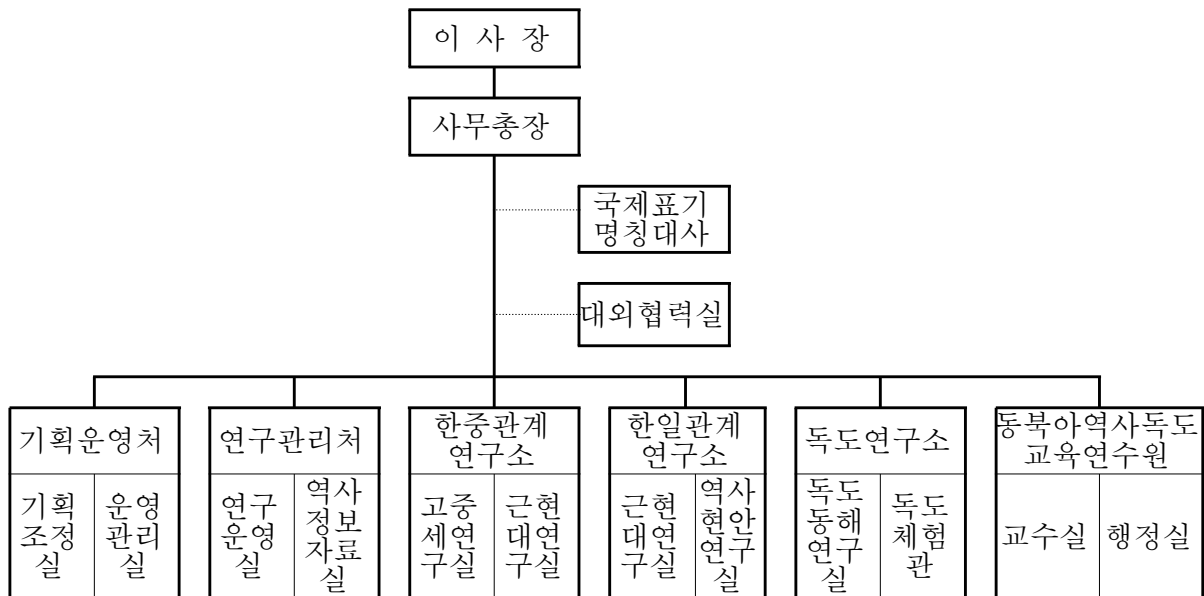 이 사 장
사무총장
국제표기
명칭대사
대외협력실
기획운영처
기획
조정
실
운영
관리
실
연구관리처
연구
운영
실
역사
정보
자료
실
한중관계
연구소
고중
세연
구실
근현
대연
구실
한일관계
연구소
근현
대연
구실
역사
현안
연구
실
독도연구소
독도
동해
연구
실
독도
체험
관
동북아역사독도
교육연수원
교수실
행정실